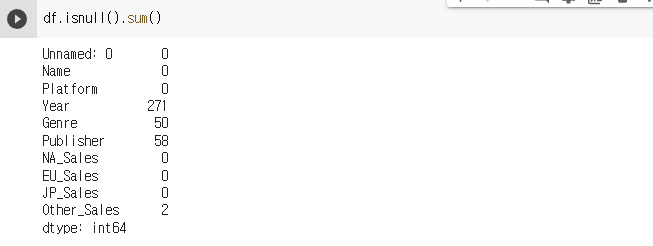 df.isnull().sum()
Unnamed: 0 0
Name 0
Platform 0
Year 271
Genre 50
Publisher 58
NA_Sales 0
EU_Sales 0
JP_Sales 0
Other_Sales 2
dtype: int64